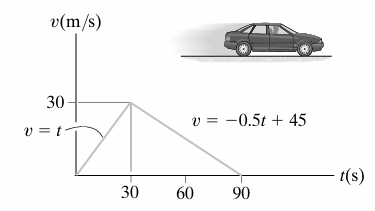 v(m/s)
30
v = t
v = −0.5t + 45
t(s)
30 60 90